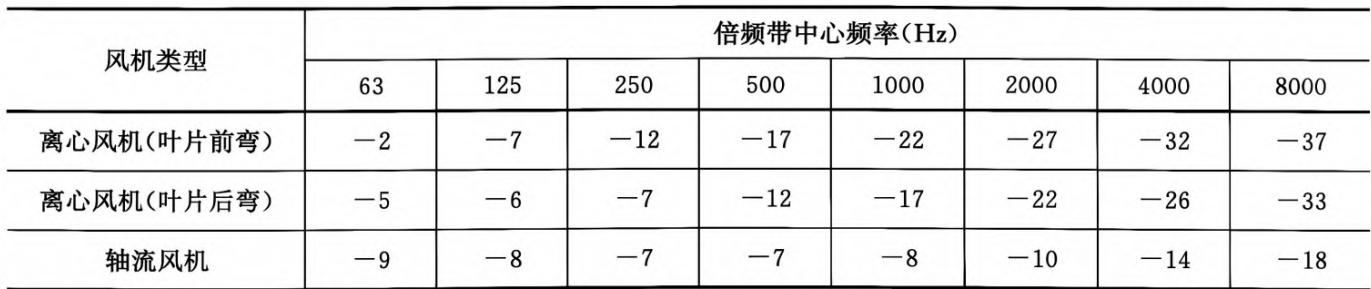 风机类型 倍频带中心频率(Hz)
63 125 250 500 1000 2000 4000 8000
离心风机(叶片前弯) －2 －7 －12 －17 －22 －27 －32 －37
离心风机(叶片后弯) －5 －6 －7 －12 －17 －22 －26 －33
轴流风机 －9 －8 －7 －7 －8 －10 －14 －18